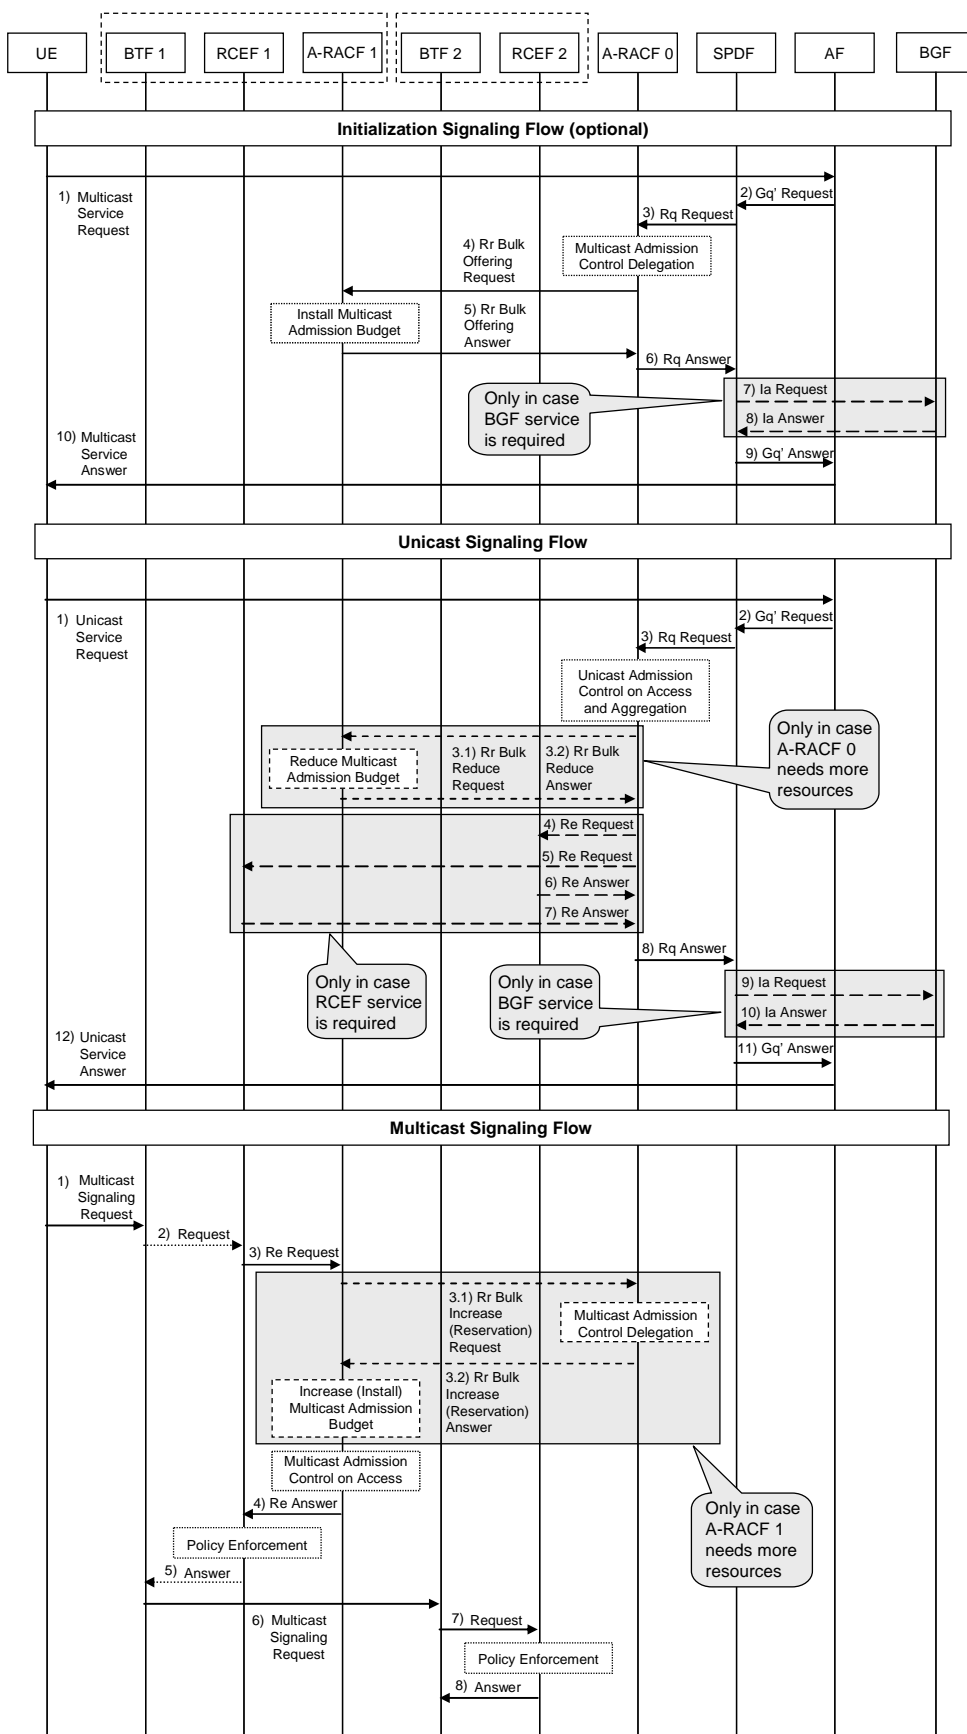 UE
BTF 1
RCEF 1
A-RACF 1
BTF 2
RCEF 2
A-RACF 0
SPDF
AF
BGF
Initialization Signaling Flow (optional)
1) Multicast
Service
Request
2) Gq' Request
3) Rq Request
Multicast Admission
Control Delegation
4) Rr Bulk
Offering
Request
Install Multicast
Admission Budget
5) Rr Bulk
Offering
Answer
6) Rq Answer
Only in case
BGF service
is required
7) Ia Request
8) Ia Answer
10) Multicast
Service
Answer
9) Gq' Answer
Unicast Signaling Flow
1) Unicast
Service
Request
2) Gq' Request
3) Rq Request
Unicast Admission
Control on Access
and Aggregation
Only in case
A-RACF 0
needs more
resources
Reduce Multicast
Admission Budget
3.1) Rr Bulk
Reduce
Request
3.2) Rr Bulk
Reduce
Answer
4) Re Request
5) Re Request
6) Re Answer
7) Re Answer
8) Rq Answer
Only in case
RCEF service
is required
Only in case
BGF service
is required
9) Ia Request
10) Ia Answer
12) Unicast
Service
Answer
11) Gq' Answer
Multicast Signaling Flow
1) Multicast
Signaling
Request
2) Request
3) Re Request
3.1) Rr Bulk
Increase
(Reservation)
Request
Multicast Admission
Control Delegation
3.2) Rr Bulk
Increase
(Reservation)
Answer
Increase (Install)
Multicast Admission
Budget
Multicast Admission
Control on Access
Only in case
A-RACF 1
needs more
resources
4) Re Answer
Policy Enforcement
5) Answer
6) Multicast
Signaling
Request
7) Request
Policy Enforcement
8) Answer